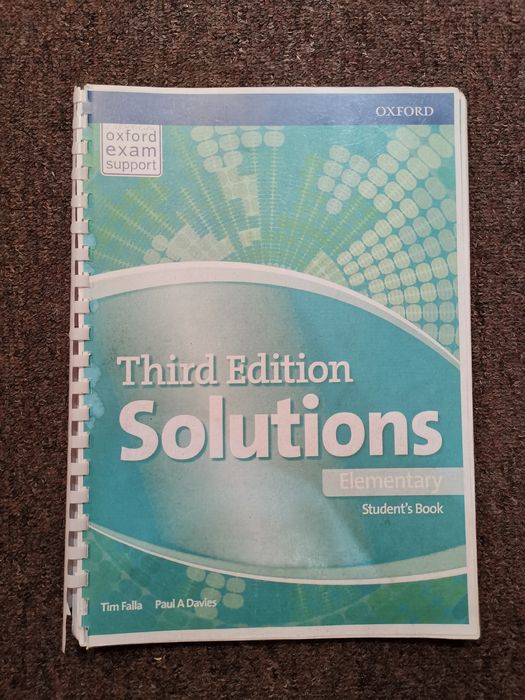 OXFORD
oxford
exam
support
Third Edition
Solutions
Elementary
Student's Book
Tim Falla Paul A Davies